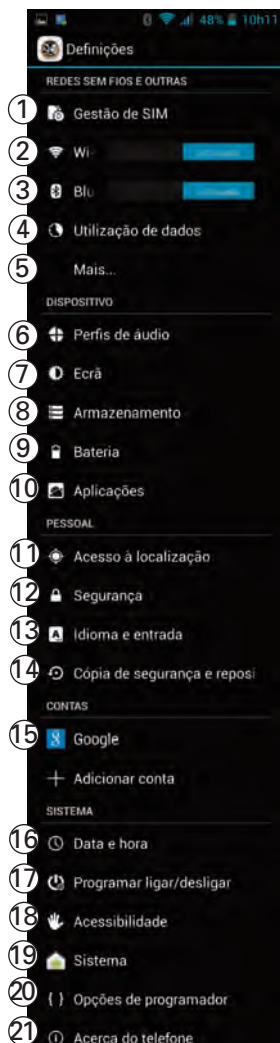 48% 10h11
Definições
REDES SEM FIOS E OUTRAS
1 Gestão de SIM
2 Wi-
3 Blu
4 Utilização de dados
5 Mais...
DISPOSITIVO
6 Perfis de áudio
7 Ecrã
8 Armazenamento
9 Bateria
10 Aplicações
PESSOAL
11 Acesso à localização
12 Segurança
13 Idioma e entrada
14 Cópia de segurança e reposi
CONTAS
15 Google
Adicionar conta
SISTEMA
16 Data e hora
17 Programar ligar/desligar
18 Acessibilidade
19 Sistema
20 { } Opções de programador
21 Acerca do telefone